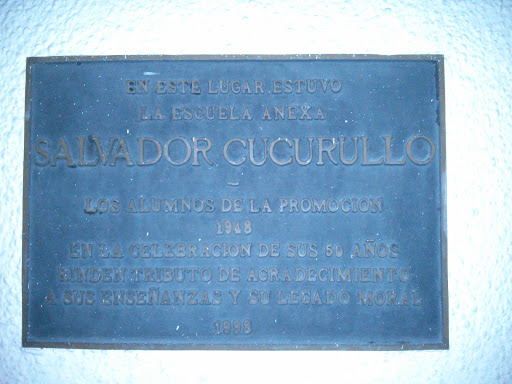 EN ESTE LUGAR ESTUVO
LA ESCUELA ANEXA
SALVADOR CUCURULLO
LOS ALUMNOS DE LA PROMOCION
1948
EN LA CELEBRACION DE SUS 50 AÑOS
RINDEN TRIBUTO DE AGRADECIMIENTO
A SUS ENSEÑANZAS Y SU LEGADO MORAL
1998